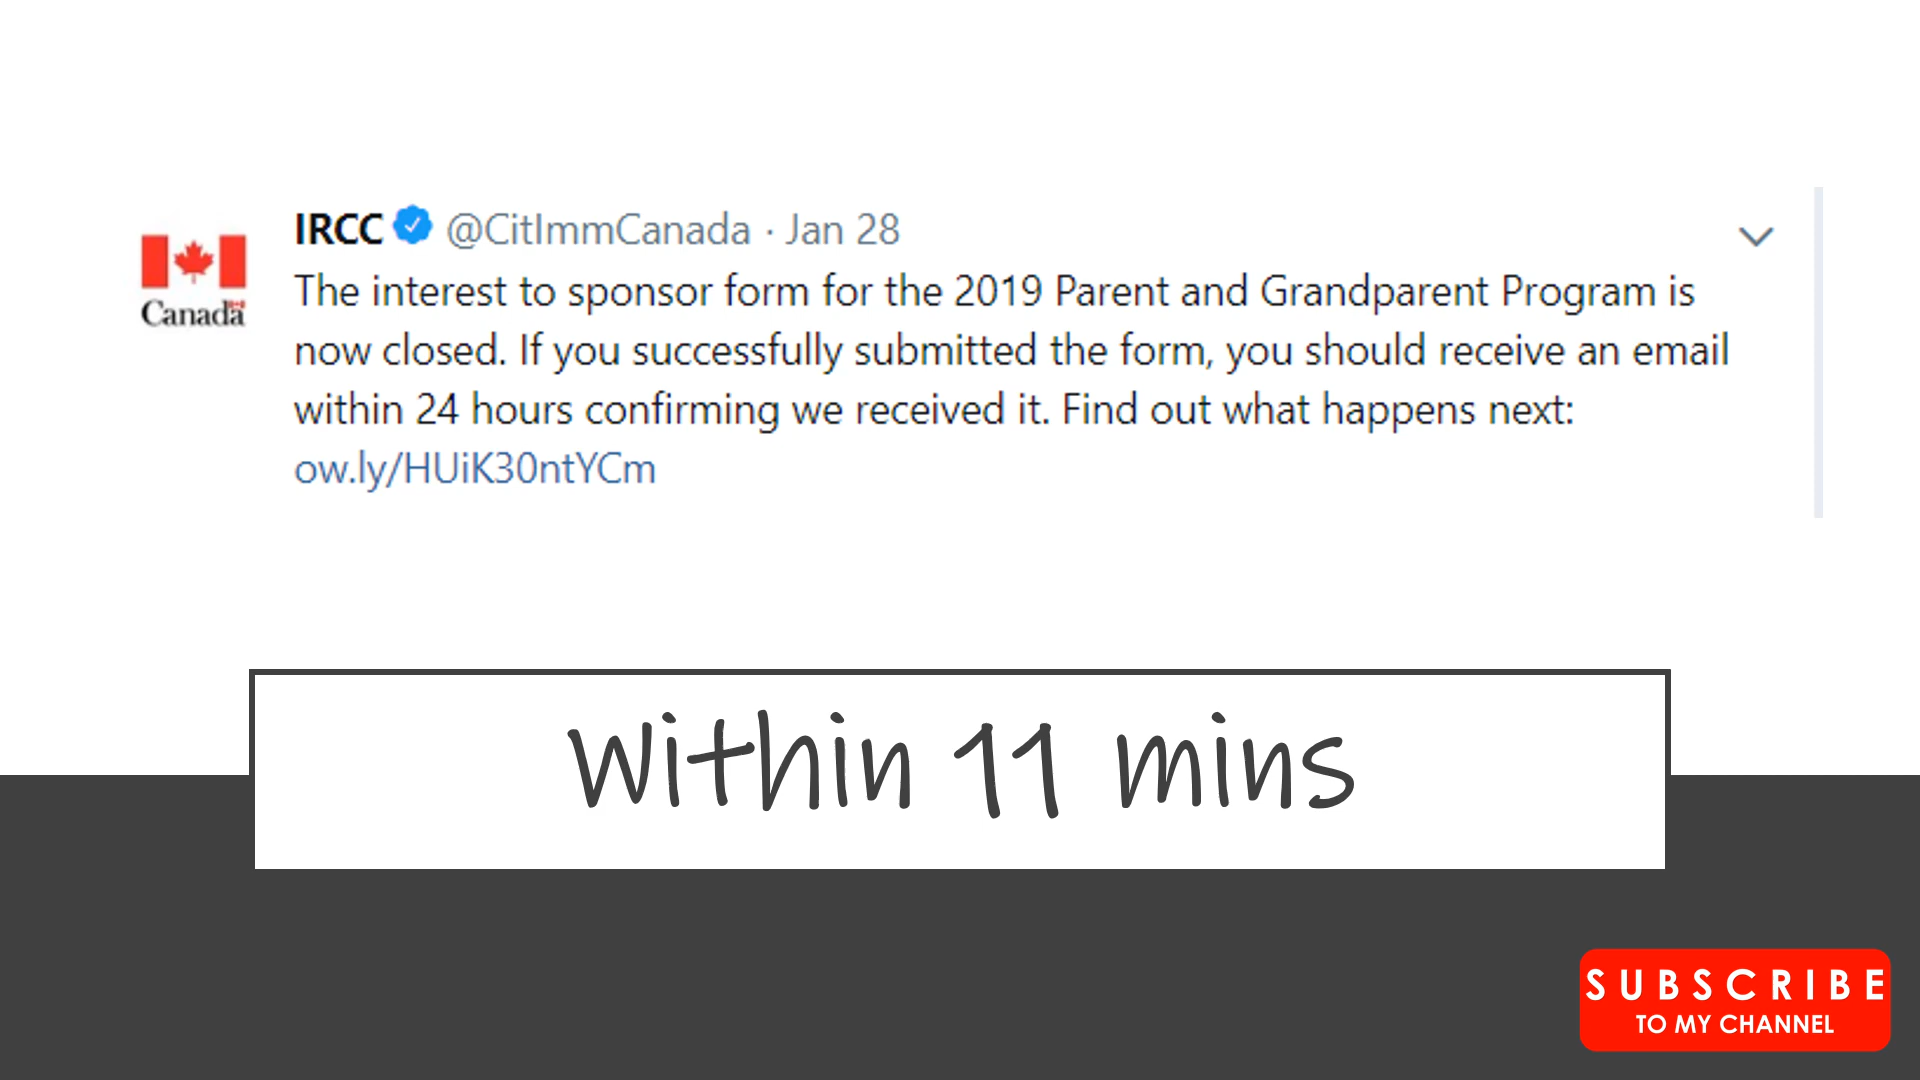 IRCC @CitImmCanada · Jan 28
Canada
The interest to sponsor form for the 2019 Parent and Grandparent Program is
now closed. If you successfully submitted the form, you should receive an email
within 24 hours confirming we received it. Find out what happens next:
ow.ly/HUiK30ntYCm
Within 11 mins
SUBSCRIBE
TO MY CHANNEL